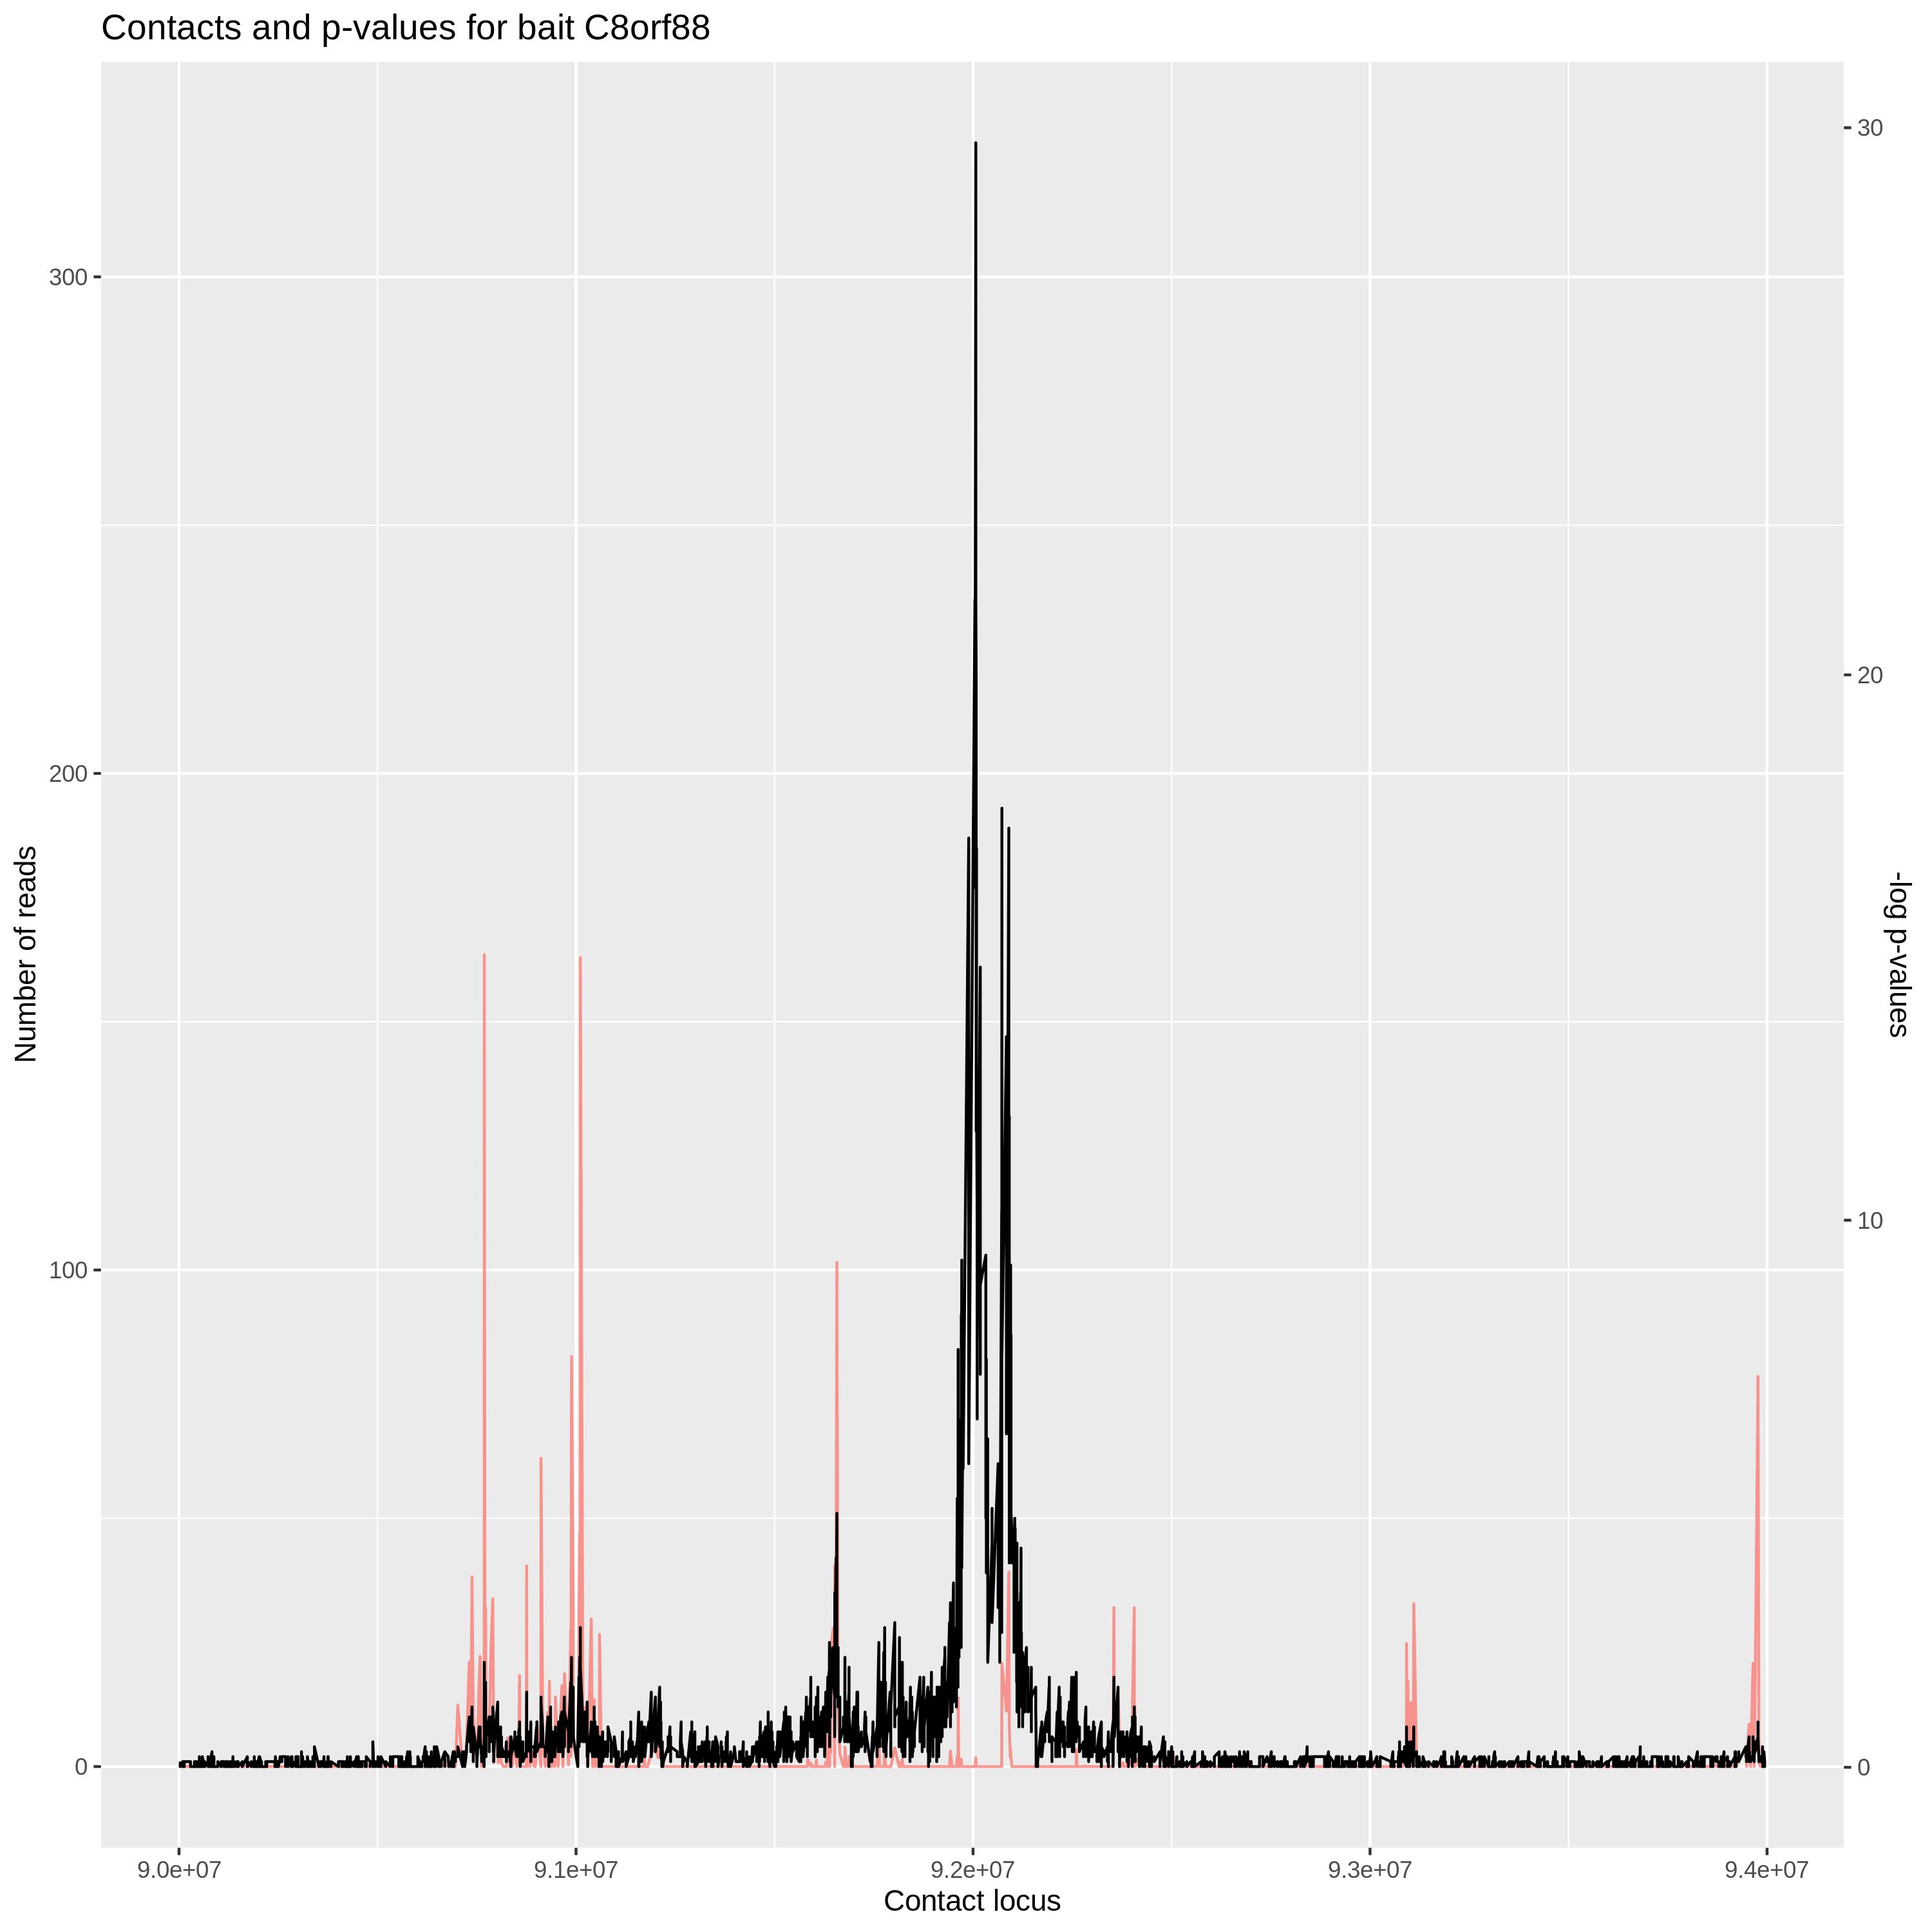 Contacts and p-values for bait C8orf88
Number of reads
300
200
100
0
30
20
10
0
-log p-values
9.0e+07
9.1e+07
9.2e+07
9.3e+07
9.4e+07
Contact locus